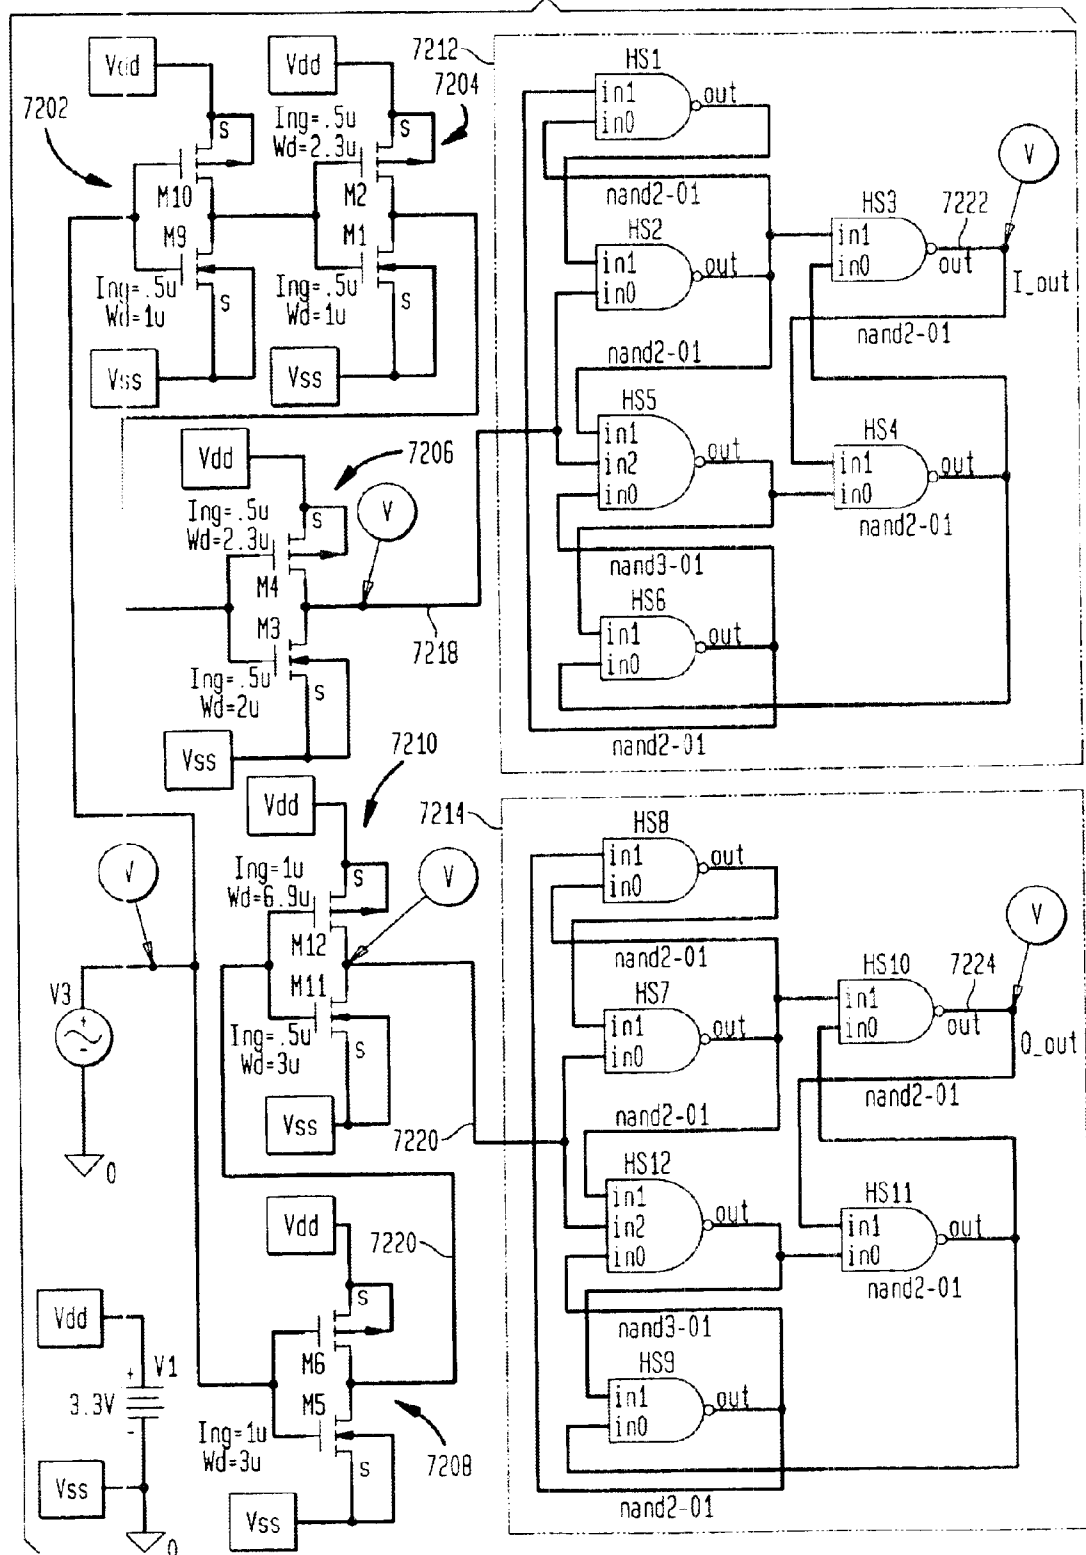 Vdd
Vdd
7212
HS1
7204
7202
in1
in0
out
V
S
Ing=.5u
Wd=2.3u
S
M10
M2
nand2-01
HS3
7222
HS2
M9
M1
in1
in0
out
I_out
in1
in0
out
Ing=.5u
Wd=1u
S
Ing=.5u
Wd=1u
S
nand2-01
nand2-01
Vss
Vss
HS5
HS4
Vdd
7206
in1
in2
in0
out
in1
in0
out
V
Ing=.5u
Wd=2.3u
S
nand2-01
M4
nand3-01
M3
HS6
7218
in1
in0
out
Ing=.5u
Wd=2u
S
Vss
nand2-01
7210
Vdd
7214
HS8
V
Ing=1u
Wd=6.9u
S
V
in1
in0
out
V
M12
nand2-01
HS10
7224
V3
M11
HS7
in1
in0
out
O_out
+
-
Ing=.5u
Wd=3u
S
in1
in0
out
nand2-01
Vss
nand2-01
7220
0
HS12
HS11
Vdd
in1
in2
in0
out
in1
in0
out
7220
nand2-01
Vdd
S
nand3-01
M6
HS9
+
V1
3.3V
-
M5
in1
in0
out
Ing=1u
Wd=3u
S
7208
Vss
nand2-01
Vss
0